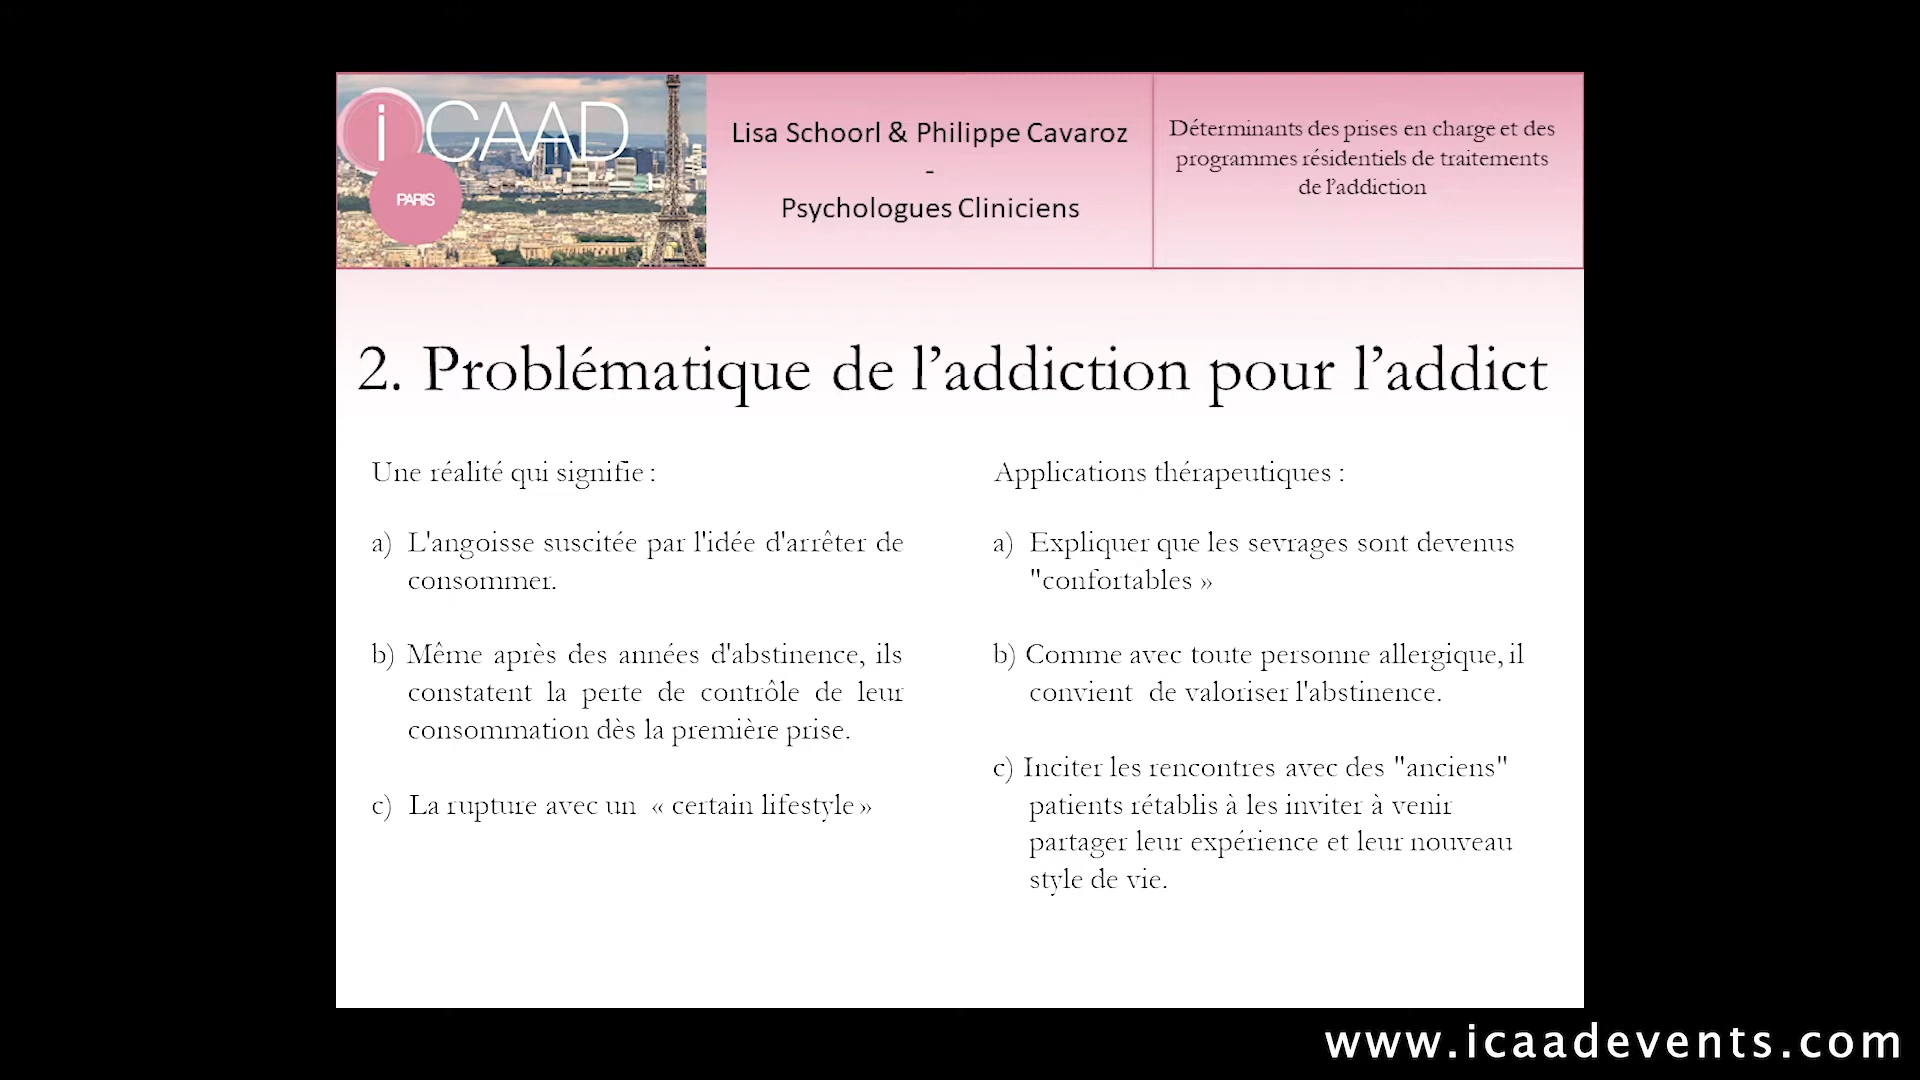 iCAAD
PARIS
Lisa Schoorl & Philippe Cavaroz
-
Psychologues Cliniciens
Déterminants des prises en charge et des
programmes résidentiels de traitements
de l’addiction
2. Problématique de l’addiction pour l’addict
Une réalité qui signifie :
a) L'angoisse suscitée par l'idée d'arrêter de
consommer.
b) Même après des années d'abstinence, ils
constatent la perte de contrôle de leur
consommation dès la première prise.
c) La rupture avec un « certain lifestyle »
Applications thérapeutiques :
a) Expliquer que les sevrages sont devenus
"confortables »
b) Comme avec toute personne allergique, il
convient de valoriser l'abstinence.
c) Inciter les rencontres avec des "anciens"
patients rétablis à les inviter à venir
partager leur expérience et leur nouveau
style de vie.
www.icaadevents.com